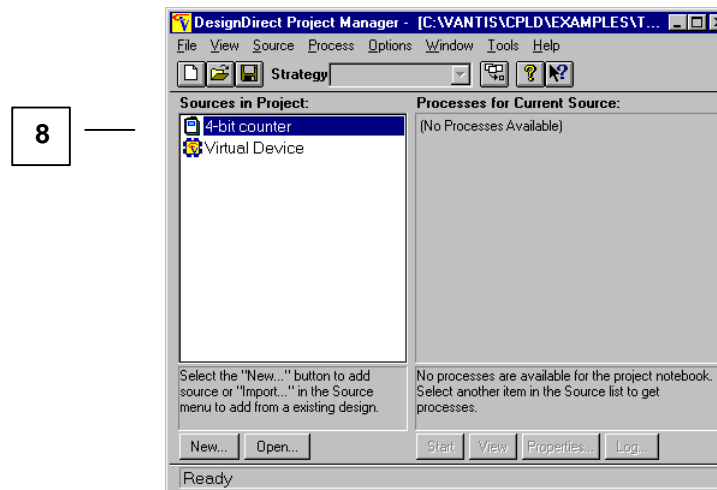 DesignDirect Project Manager - [C:\VANTIS\CPLD\EXAMPLES\T...
File View Source Process Options Window Tools Help
Strategy
Sources in Project:
Processes for Current Source:
8
4-bit counter
(No Processes Available)
Virtual Device
Select the "New..." button to add
source or "Import..." in the Source
menu to add from a existing design.
No processes are available for the project notebook.
Select another item in the Source list to get
processes.
New... Open... Start View Properties... Log...
Ready